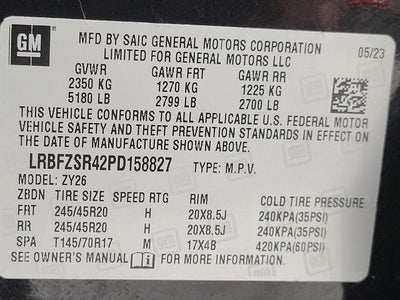 GM
MFD BY SAIC GENERAL MOTORS CORPORATION 05/23
LIMITED FOR GENERAL MOTORS LLC
GVWR GAWR FRT GAWR RR
2350 KG 1270 KG 1225 KG
5180 LB 2799 LB 2700 LB
THIS VEHICLE CONFORMS TO ALL APPLICABLE U.S. FEDERAL MOTOR
VEHICLE SAFETY AND BUMPER STANDARDS IN EFFECT ON
THE DATE OF MANUFACTURE SHOWN ABOVE.
LRBFZSR42PD158827 TYPE: M.P.V.
MODEL: ZY26
ZBDN TIRE SIZE SPEED RTG RIM COLD TIRE PRESSURE
FRT 245/45R20 H 20X8.5J 240KPA(35PSI)
RR 245/45R20 H 20X8.5J 240KPA(35PSI)
SPA T145/70R17 M 17X4B 420KPA(60PSI)
SEE OWNER'S MANUAL FOR MORE INFORMATION.